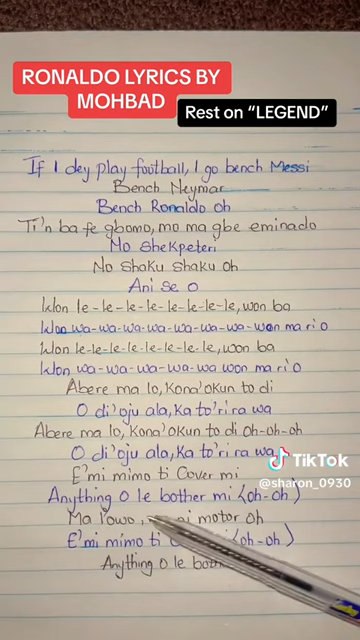 RONALDO LYRICS BY
MOHBAD
Rest on “LEGEND”
If I dey play football, I go bench Messi
Bench Neymar
Bench Ronaldo oh
Ti'n ba fe gbomo, mo ma gbe eminado
Mo Shekpeteri
No Shaku Shaku oh
Ani se o
Won le-le-le-le-le-le-le-le, won ba
Won wa-wa-wa-wa-wa-wa-wa-won ma ri o
Won le-le-le-le-le-le-le, won ba
Won wa-wa-wa-wa-wa-wa won ma ri o
Abere ma lo, Kona'okun to di
O di'oju ala, Ka to'ri ra wa
Abere ma lo, Kona'okun to di oh-oh-oh
O di'oju ala, Ka to'ri ra wa
TikTok
@sharon_0930
E'mi mimo ti Cover mi
Anything O le bother mi (oh-oh)
Ma l'owo, motor oh
E'mi mimo ti (oh-oh)
Anything O le